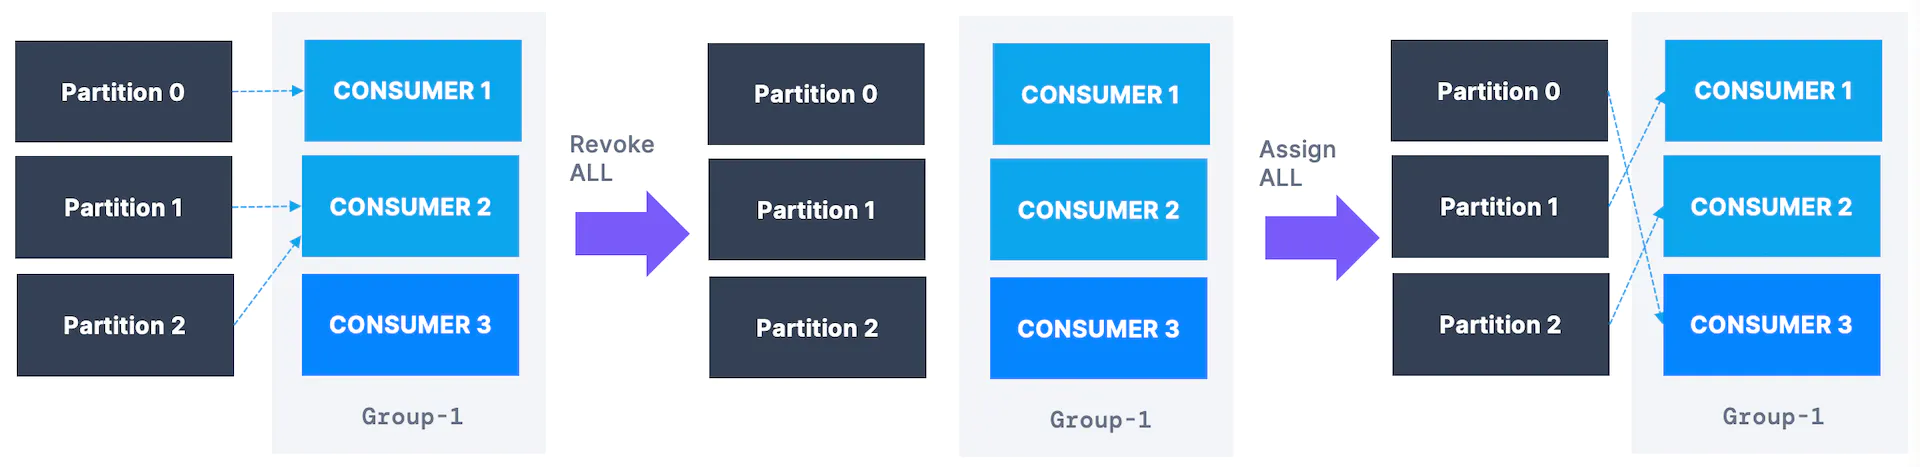 Partition 0
CONSUMER 1
Partition 1
CONSUMER 2
Partition 2
CONSUMER 3
Group-1
Revoke
ALL
Partition 0
CONSUMER 1
Partition 1
CONSUMER 2
Partition 2
CONSUMER 3
Group-1
Assign
ALL
Partition 0
CONSUMER 1
Partition 1
CONSUMER 2
Partition 2
CONSUMER 3
Group-1